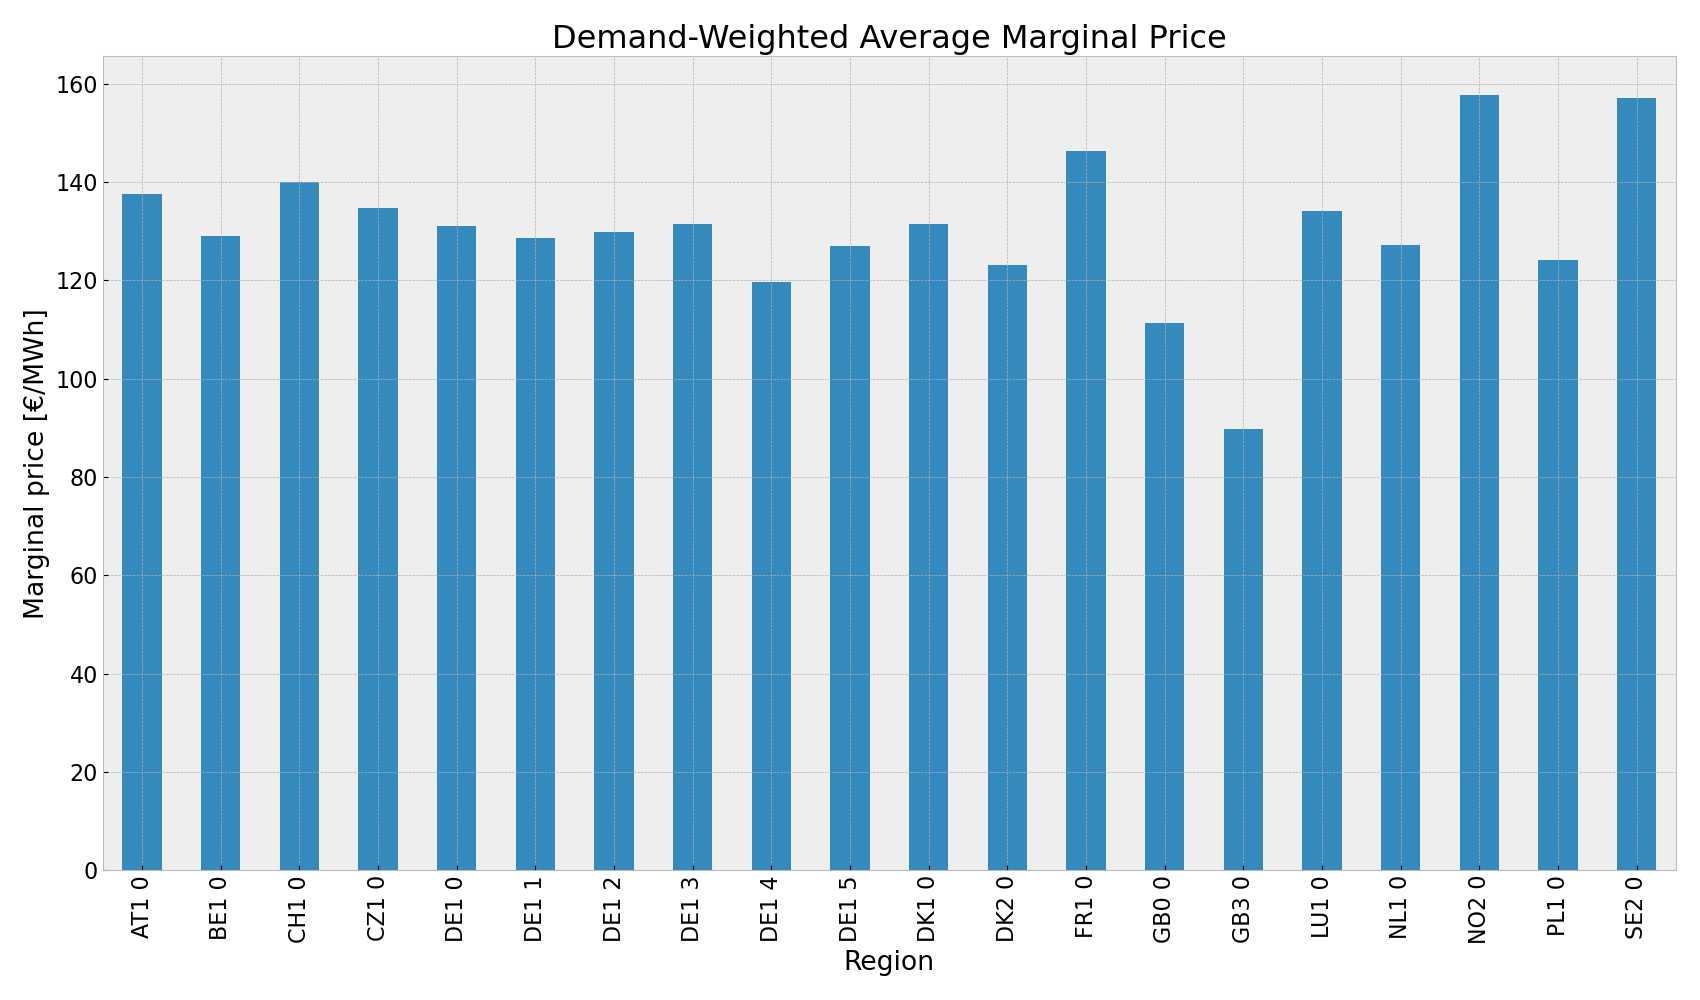 Demand-Weighted Average Marginal Price
Marginal price [€/MWh]
160
140
120
100
80
60
40
20
0
AT1 0
BE1 0
CH1 0
CZ1 0
DE1 0
DE1 1
DE1 2
DE1 3
DE1 4
DE1 5
DK1 0
DK2 0
FR1 0
GB0 0
GB3 0
LU1 0
NL1 0
NO2 0
PL1 0
SE2 0
Region